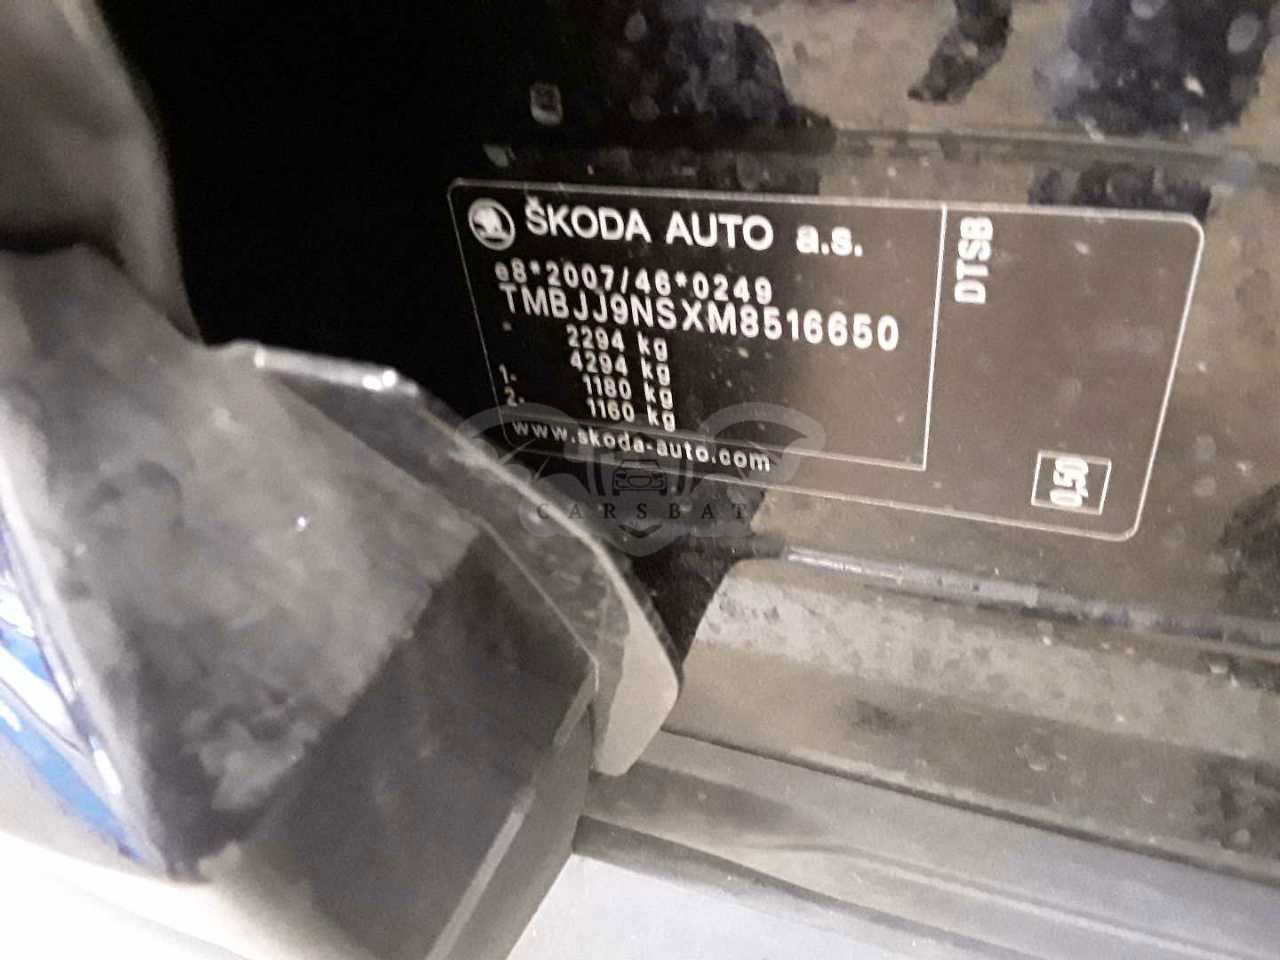 ŠKODA AUTO a.s.
e8*2007/46*0249
TMBJJ9NSXM8516650
- 2294 kg
4294 kg
1. 1180 kg
2. 1160 kg
www.skoda-auto.com
DTSB
0,50
CARSBAT